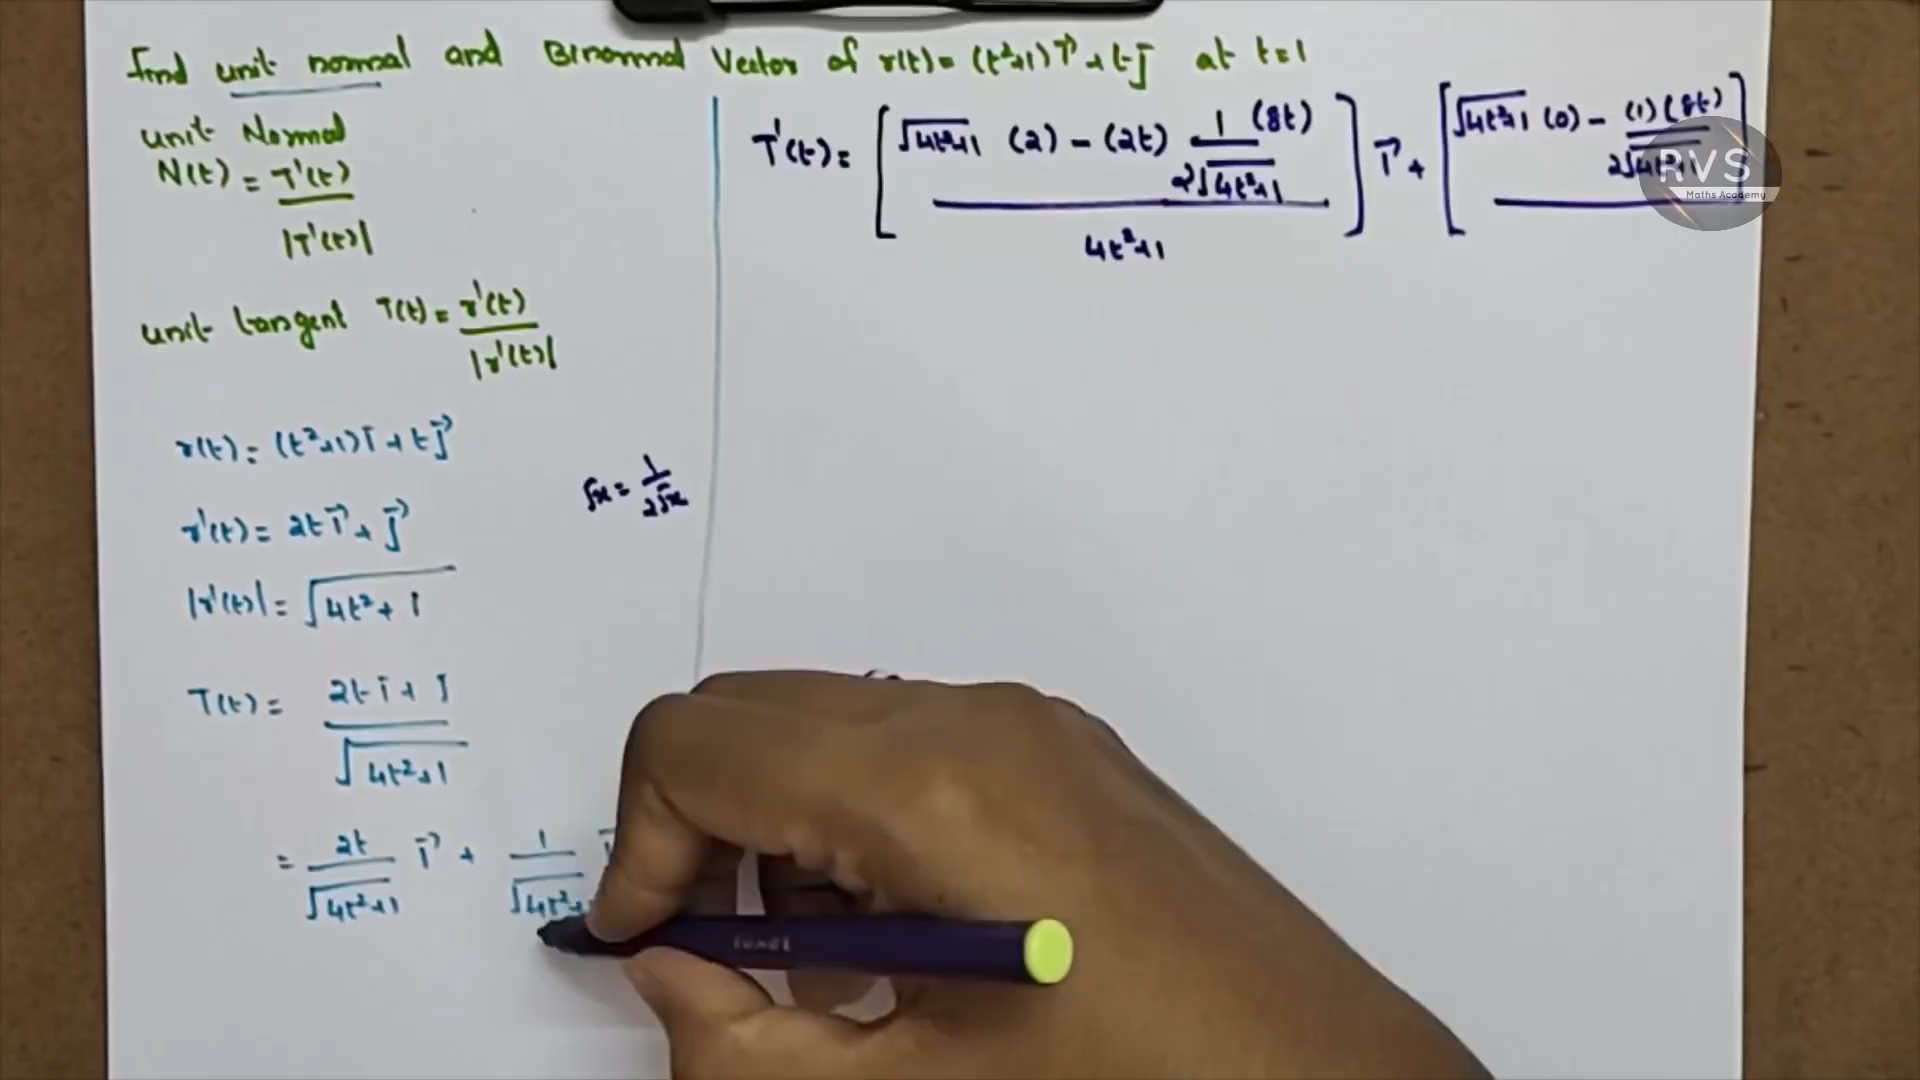 Find unit normal and Binormal Vector of r(t)= (t²+1)i⃗ + tj at t=1
unit Normal
N(t) = T'(t)
|T'(t)|
unit tangent T(t) = r'(t)
|r'(t)|
r(t) = (t²+1)i + tj⃗
r'(t) = 2t i⃗ + j⃗
|r'(t)| = √4t²+1
T(t) = 2t i + j
√4t²+1
= 2t i⃗ + 1
√4t²+1 √4t²+
√x = 1
2√x
T'(t) = [ √4t²+1 (2) - (2t) 1 (8t) ] i⃗ + [ √4t²+1 (0) - (1)(8t) ]
2√4t²+1 2√4t²+1
4t²+1
RVS
Maths Academy